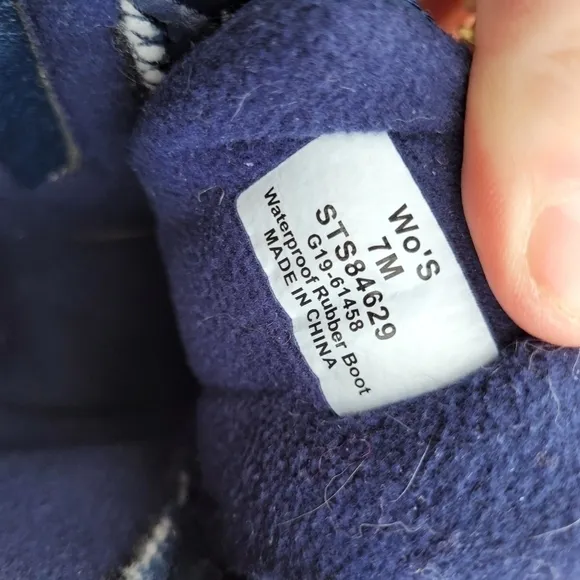 Wo'S
7M
STS84629
G19-61458
Waterproof Rubber Boot
MADE IN CHINA